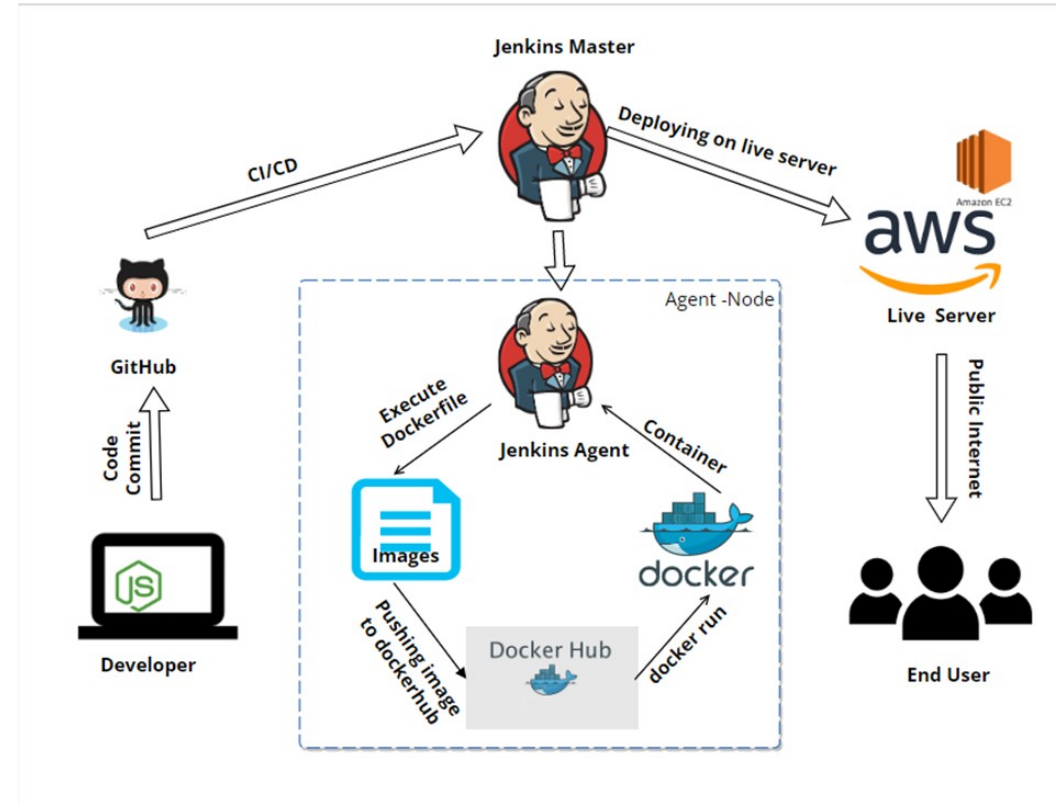 Jenkins Master
CI/CD
Deploying on live server
Amazon EC2
aws
Live Server
GitHub
Agent -Node
Execute
Dockerfile
Jenkins Agent
Container
Code
Commit
Public Internet
JS
Images
docker
Pushing image
to dockerhub
Docker Hub
docker run
Developer
End User